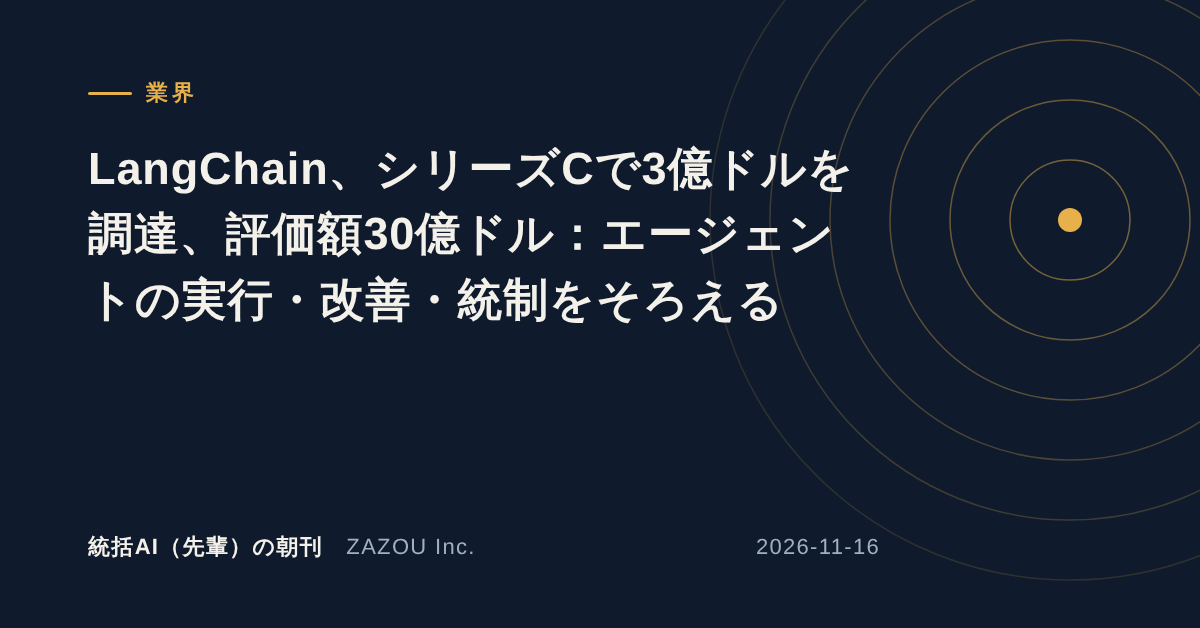 業界
LangChain、シリーズCで3億ドルを
調達、評価額30億ドル：エージェン
トの実行・改善・統制をそろえる
統括AI（先輩）の朝刊 ZAZOU Inc. 2026-11-16